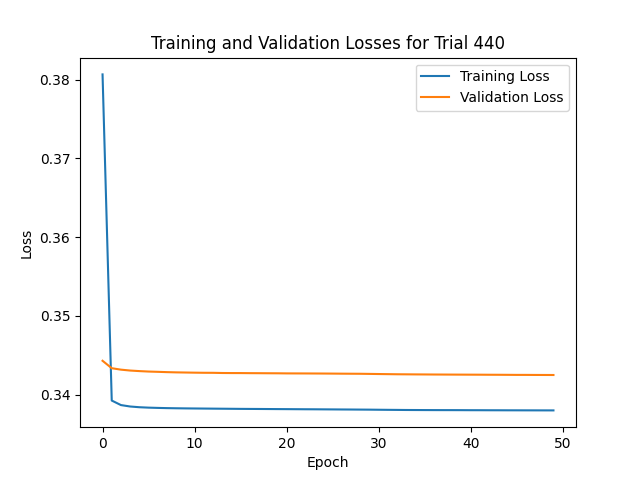 Training and Validation Losses for Trial 440
Training Loss
Validation Loss
Loss
0.38
0.37
0.36
0.35
0.34
0
10
20
30
40
50
Epoch